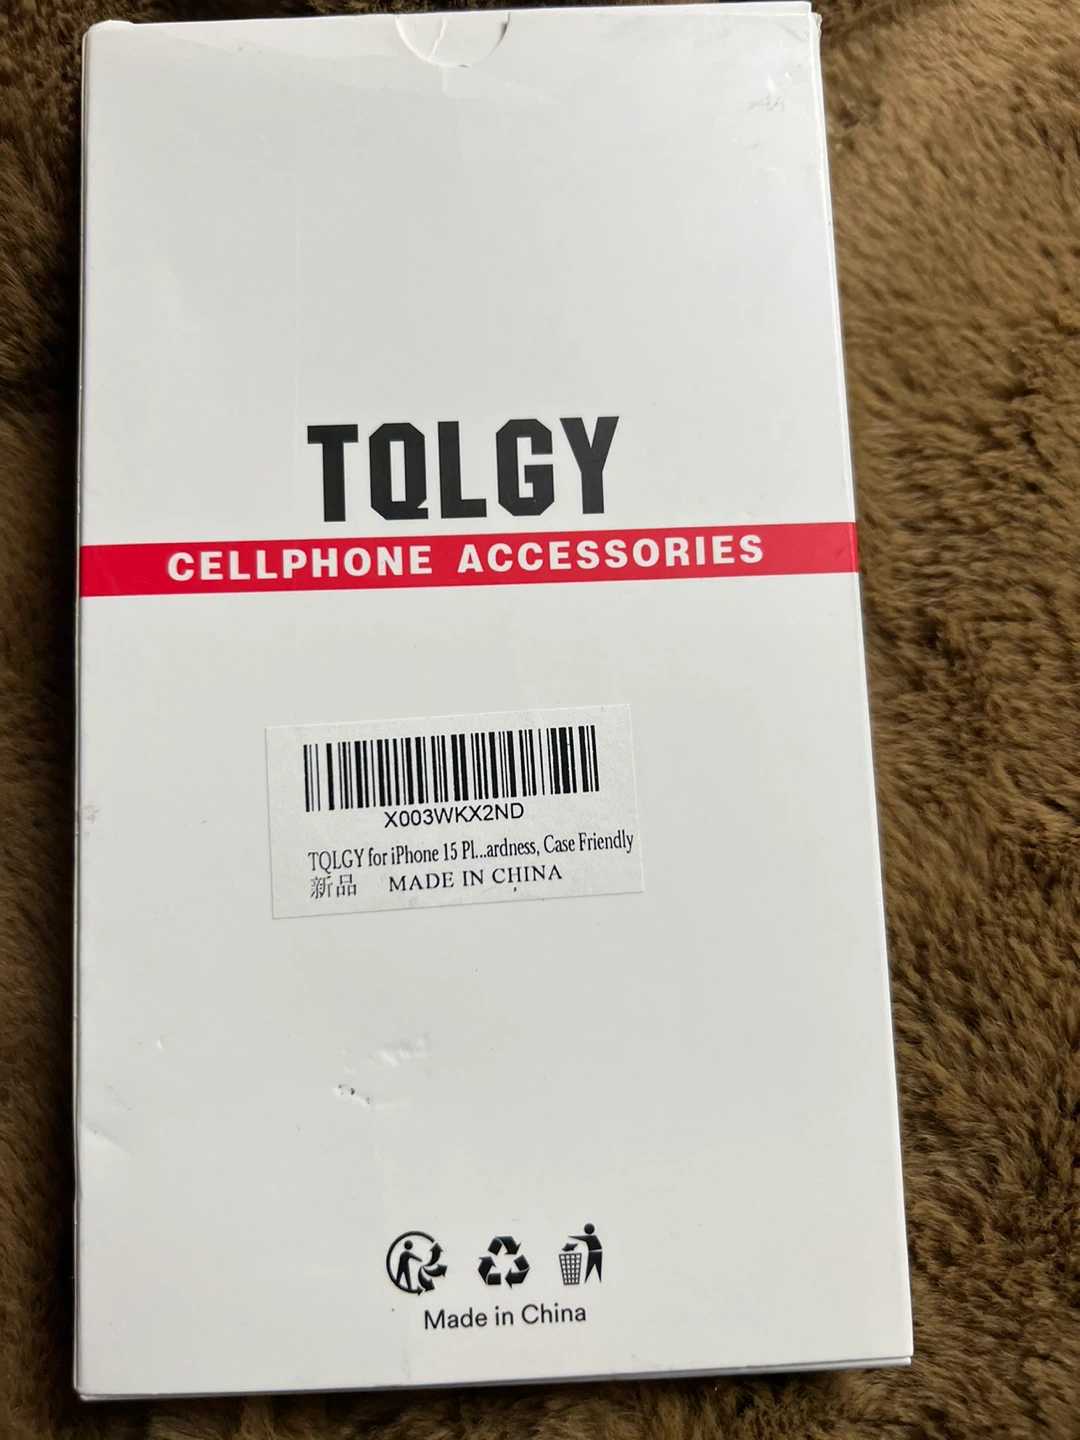 TQLGY
CELLPHONE ACCESSORIES
X003WKX2ND
TQLGY for iPhone 15 Pl...ardness, Case Friendly
新品 MADE IN CHINA
Made in China